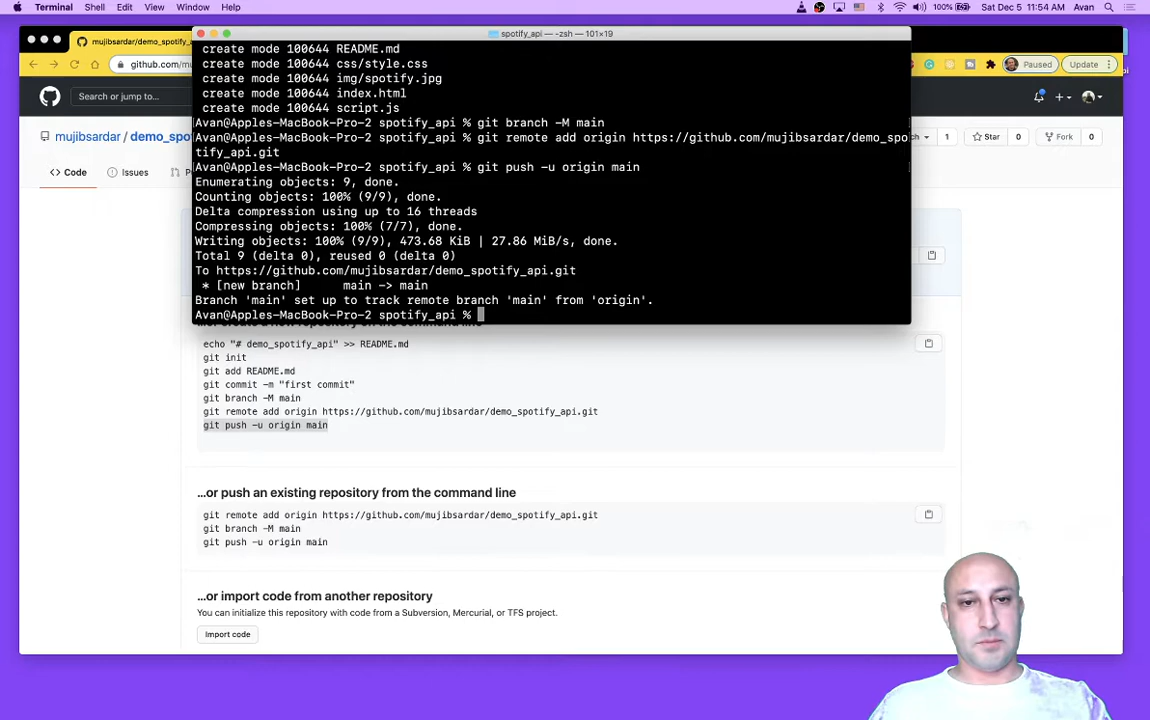 Terminal Shell Edit View Window Help 100% Sat Dec 5 11:54 AM Avan
mujibsardar/demo_spotify_
spotify_api — -zsh — 101×19
github.com/mu
Paused Update
create mode 100644 README.md
create mode 100644 css/style.css
create mode 100644 img/spotify.jpg
create mode 100644 index.html
create mode 100644 script.js
Avan@Apples-MacBook-Pro-2 spotify_api % git branch -M main
Avan@Apples-MacBook-Pro-2 spotify_api % git remote add origin https://github.com/mujibsardar/demo_spo
tify_api.git
Avan@Apples-MacBook-Pro-2 spotify_api % git push -u origin main
Enumerating objects: 9, done.
Counting objects: 100% (9/9), done.
Delta compression using up to 16 threads
Compressing objects: 100% (7/7), done.
Writing objects: 100% (9/9), 473.68 KiB | 27.86 MiB/s, done.
Total 9 (delta 0), reused 0 (delta 0)
To https://github.com/mujibsardar/demo_spotify_api.git
* [new branch] main -> main
Branch 'main' set up to track remote branch 'main' from 'origin'.
Avan@Apples-MacBook-Pro-2 spotify_api %
Search or jump to...
mujibsardar / demo_spo
1 Star 0 Fork 0
Code Issues P
echo "# demo_spotify_api" >> README.md
git init
git add README.md
git commit -m "first commit"
git branch -M main
git remote add origin https://github.com/mujibsardar/demo_spotify_api.git
git push -u origin main
...or push an existing repository from the command line
git remote add origin https://github.com/mujibsardar/demo_spotify_api.git
git branch -M main
git push -u origin main
...or import code from another repository
You can initialize this repository with code from a Subversion, Mercurial, or TFS project.
Import code